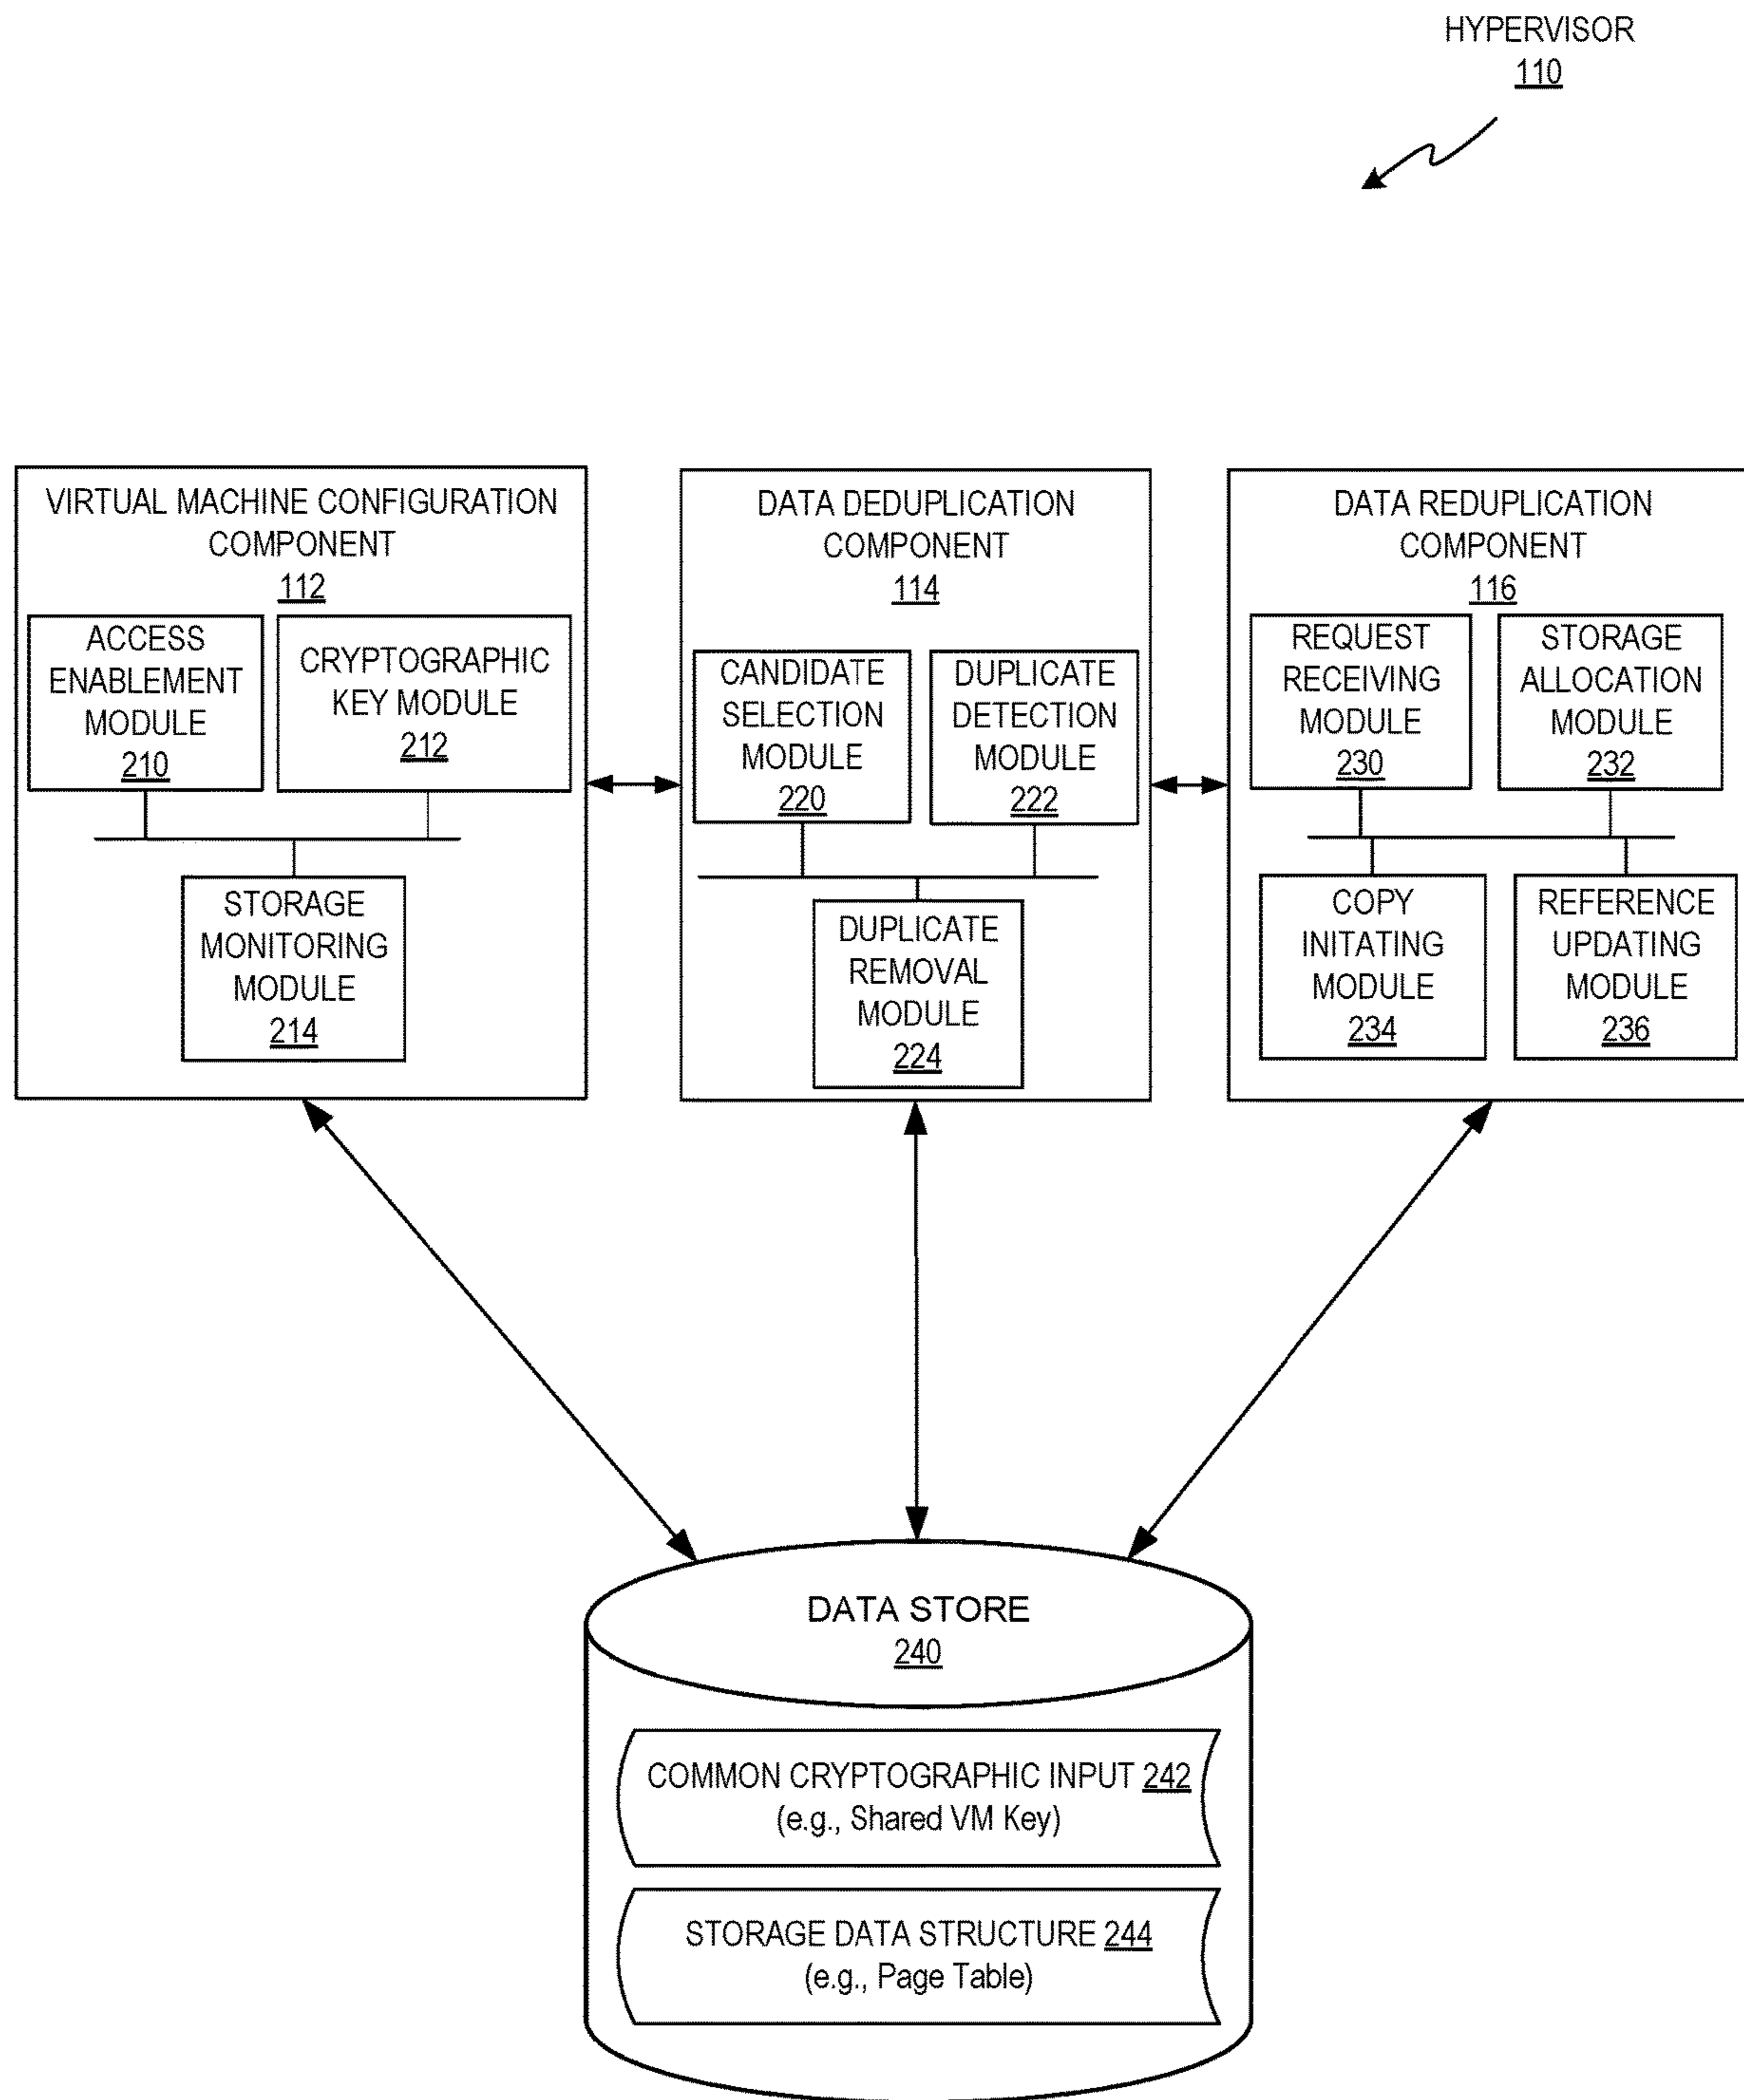 HYPERVISOR
110
VIRTUAL MACHINE CONFIGURATION
COMPONENT
112
ACCESS
ENABLEMENT
MODULE
210
CRYPTOGRAPHIC
KEY MODULE
212
STORAGE
MONITORING
MODULE
214
DATA DEDUPLICATION
COMPONENT
114
CANDIDATE
SELECTION
MODULE
220
DUPLICATE
DETECTION
MODULE
222
DUPLICATE
REMOVAL
MODULE
224
DATA REDUPLICATION
COMPONENT
116
REQUEST
RECEIVING
MODULE
230
STORAGE
ALLOCATION
MODULE
232
COPY
INITATING
MODULE
234
REFERENCE
UPDATING
MODULE
236
DATA STORE
240
COMMON CRYPTOGRAPHIC INPUT 242
(e.g., Shared VM Key)
STORAGE DATA STRUCTURE 244
(e.g., Page Table)